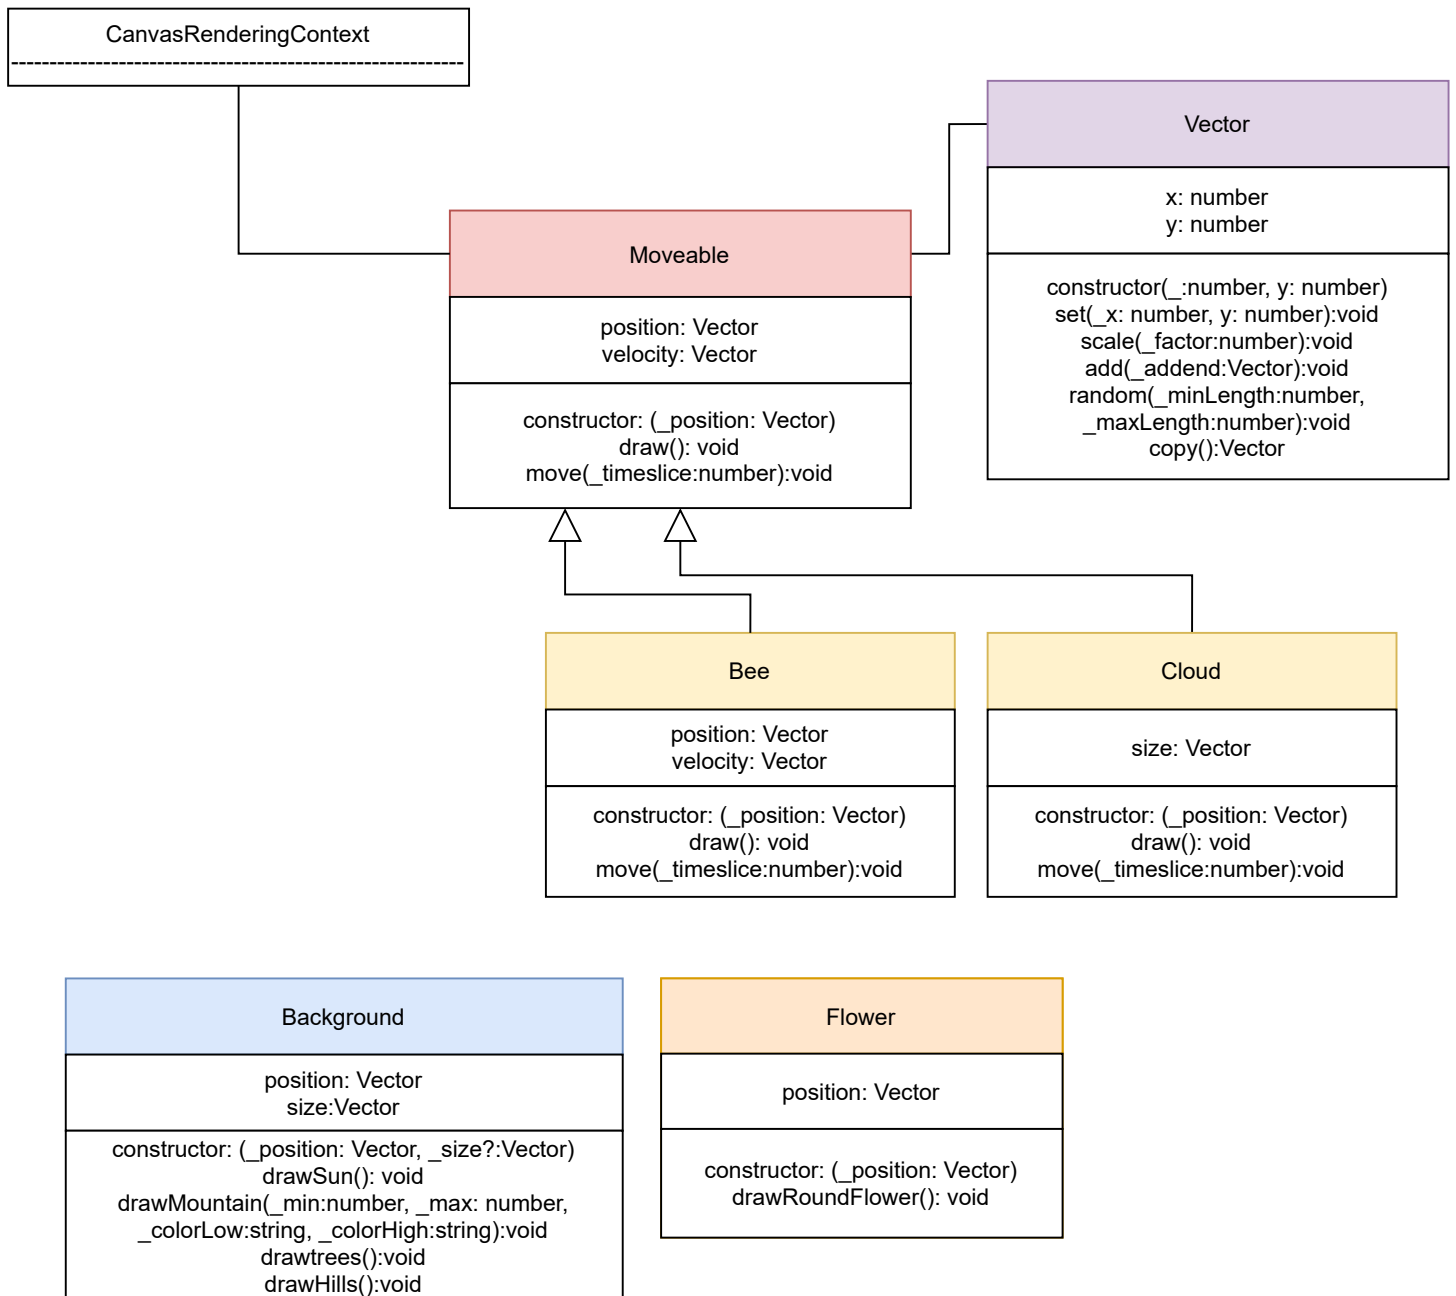 CanvasRenderingContext
-----------------------------------------------------------
Vector
x: number
y: number
constructor(_:number, y: number)
set(_x: number, y: number):void
scale(_factor:number):void
add(_addend:Vector):void
random(_minLength:number,
_maxLength:number):void
copy():Vector
Moveable
position: Vector
velocity: Vector
constructor: (_position: Vector)
draw(): void
move(_timeslice:number):void
Bee
position: Vector
velocity: Vector
constructor: (_position: Vector)
draw(): void
move(_timeslice:number):void
Cloud
size: Vector
constructor: (_position: Vector)
draw(): void
move(_timeslice:number):void
Background
position: Vector
size:Vector
constructor: (_position: Vector, _size?:Vector)
drawSun(): void
drawMountain(_min:number, _max: number,
_colorLow:string, _colorHigh:string):void
drawtrees():void
drawHills():void
Flower
position: Vector
constructor: (_position: Vector)
drawRoundFlower(): void